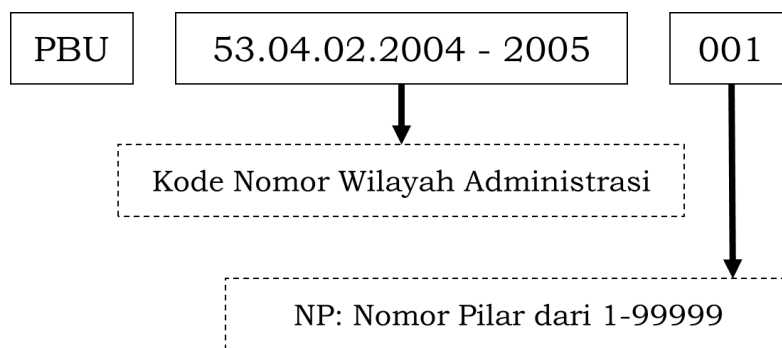 PBU 53.04.02.2004 - 2005 001
Kode Nomor Wilayah Administrasi
NP: Nomor Pilar dari 1-99999